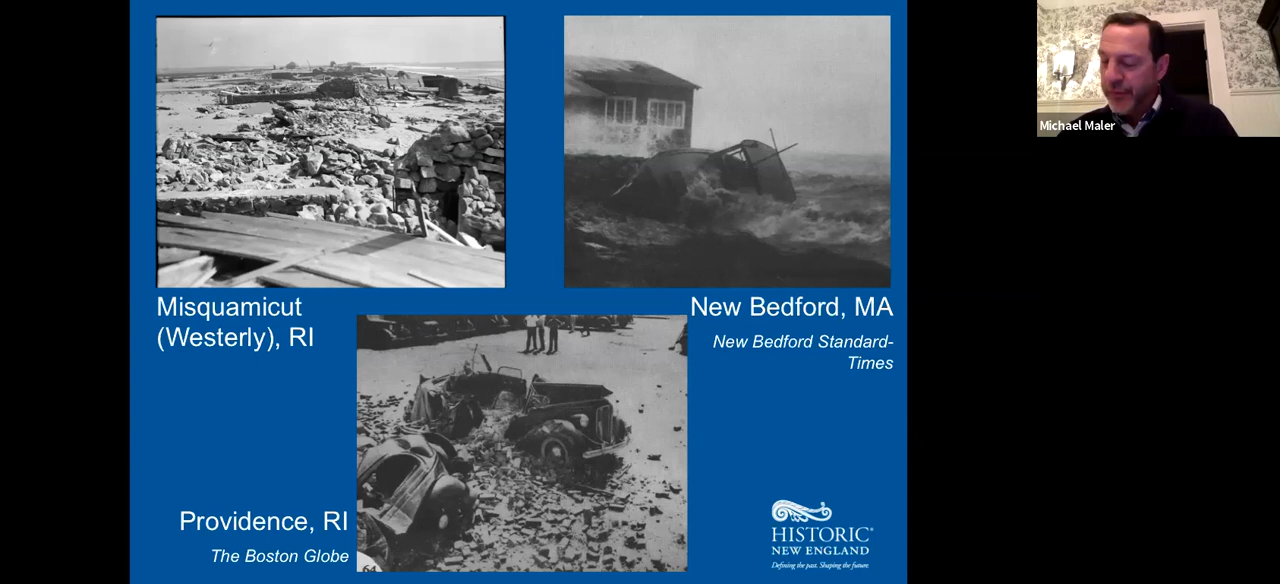 Michael Maler
Misquamicut
(Westerly), RI
New Bedford, MA
New Bedford Standard-
Times
Providence, RI
The Boston Globe
64
HISTORIC®
NEW ENGLAND
Defining the past. Shaping the future.